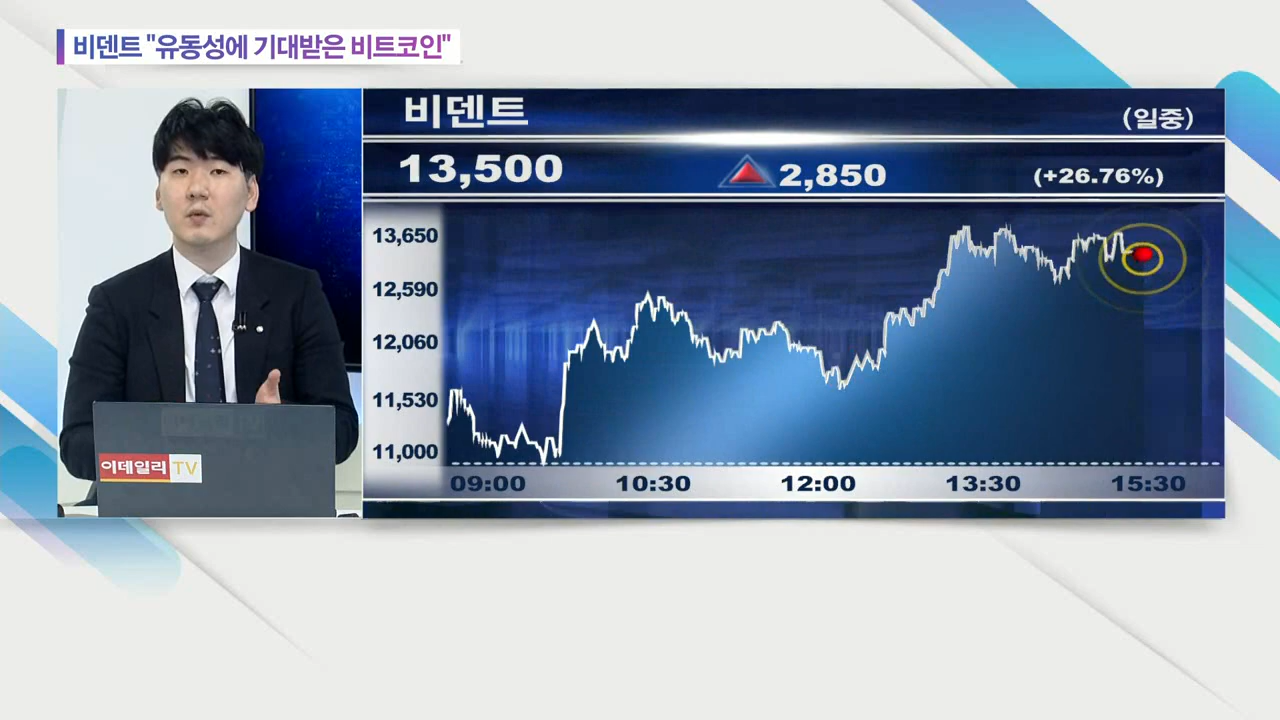 비덴트 "유동성에 기대받은 비트코인"
비덴트
(일중)
13,500 ▲ 2,850 (+26.76%)
13,650
12,590
12,060
11,530
11,000
09:00 10:30 12:00 13:30 15:30
이데일리 TV